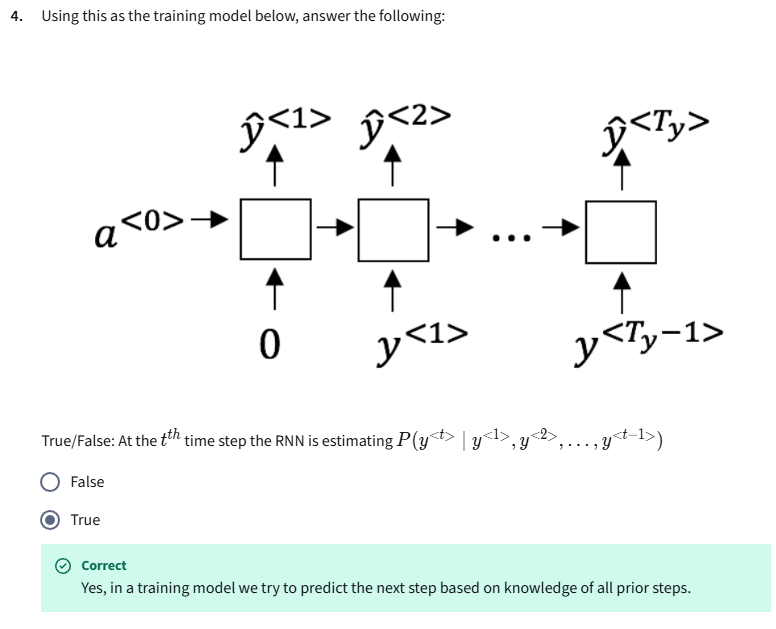 4. Using this as the training model below, answer the following:
ŷ<1> ŷ<2> ŷ<Ty>
a<0> ...
0 y<1> y<Ty−1>
True/False: At the tth time step the RNN is estimating P(y<t> | y<1>, y<2>, . . . , y<t−1>)
False
True
Correct
Yes, in a training model we try to predict the next step based on knowledge of all prior steps.